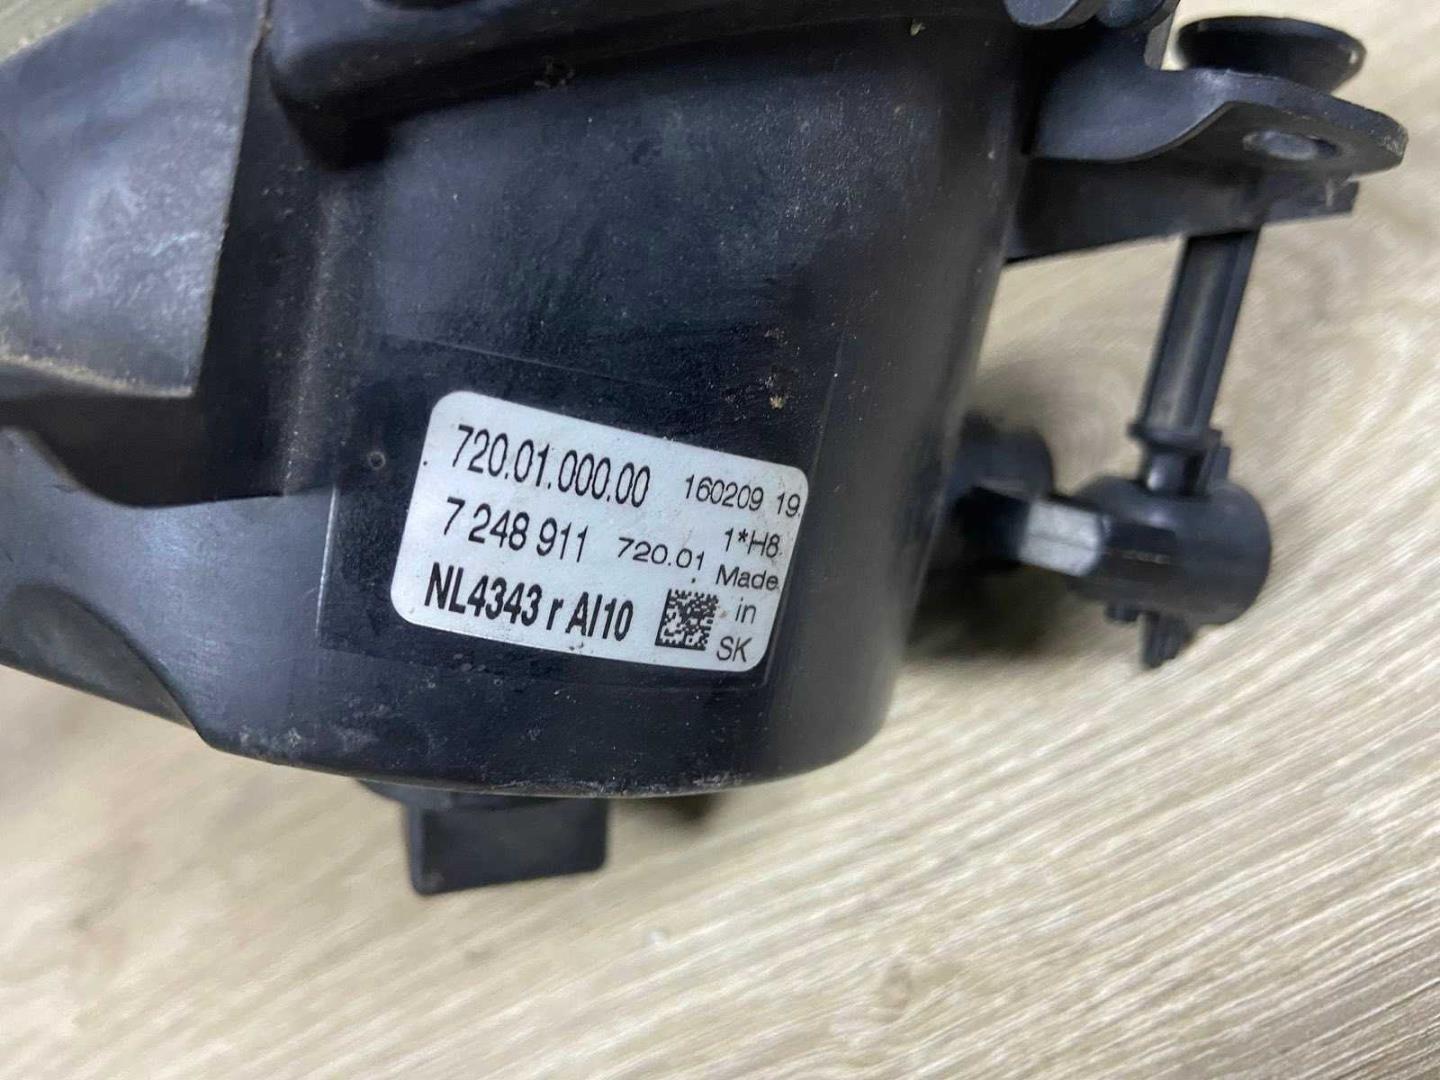 720.01.000.00 160209 19.
7 248 911 720.01 1*H8
NL4343 r AI10 Made
in
SK